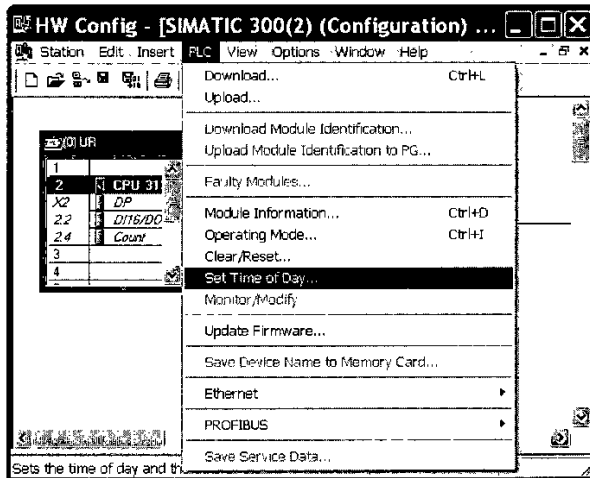 HW Config - [SIMATIC 300(2) (Configuration) ...
Station Edit Insert PLC View Options Window Help
Download... Ctrl+L
Upload...
Download Module Identification...
Upload Module Identification to PG...
Faulty Modules...
Module Information... Ctrl+D
Operating Mode... Ctrl+I
Clear/Reset...
Set Time of Day...
Monitor/Modify
Update Firmware...
Save Device Name to Memory Card...
Ethernet
PROFIBUS
Save Service Data...
(0) UR
1
2 CPU 31
X2 DP
2.2 DI16/DO
2.4 Count
3
4
Sets the time of day and th